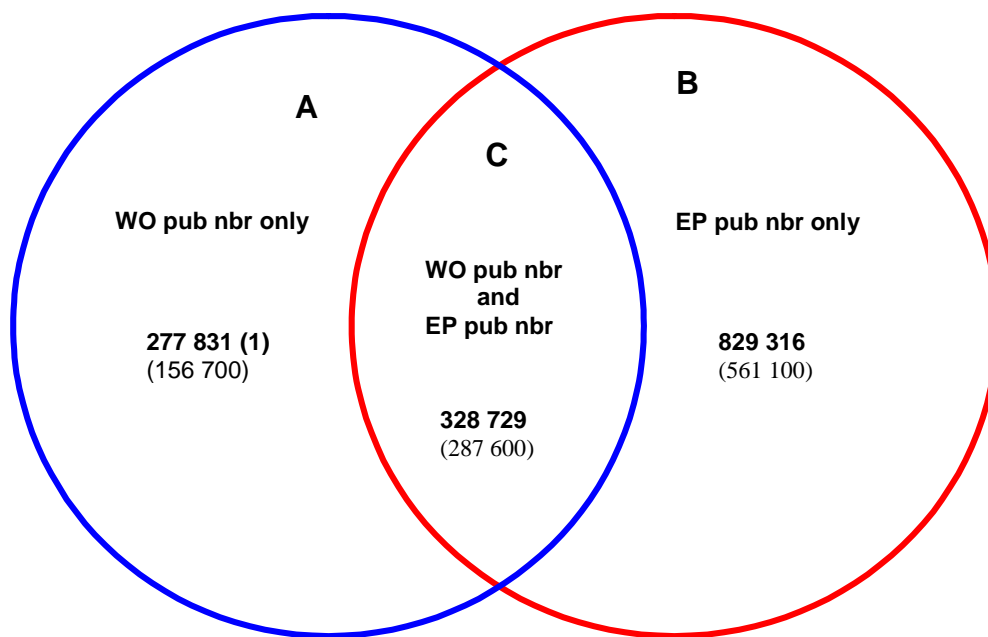 A
B
C
WO pub nbr only
EP pub nbr only
WO pub nbr
and
EP pub nbr
277 831 (1)
(156 700)
829 316
(561 100)
328 729
(287 600)